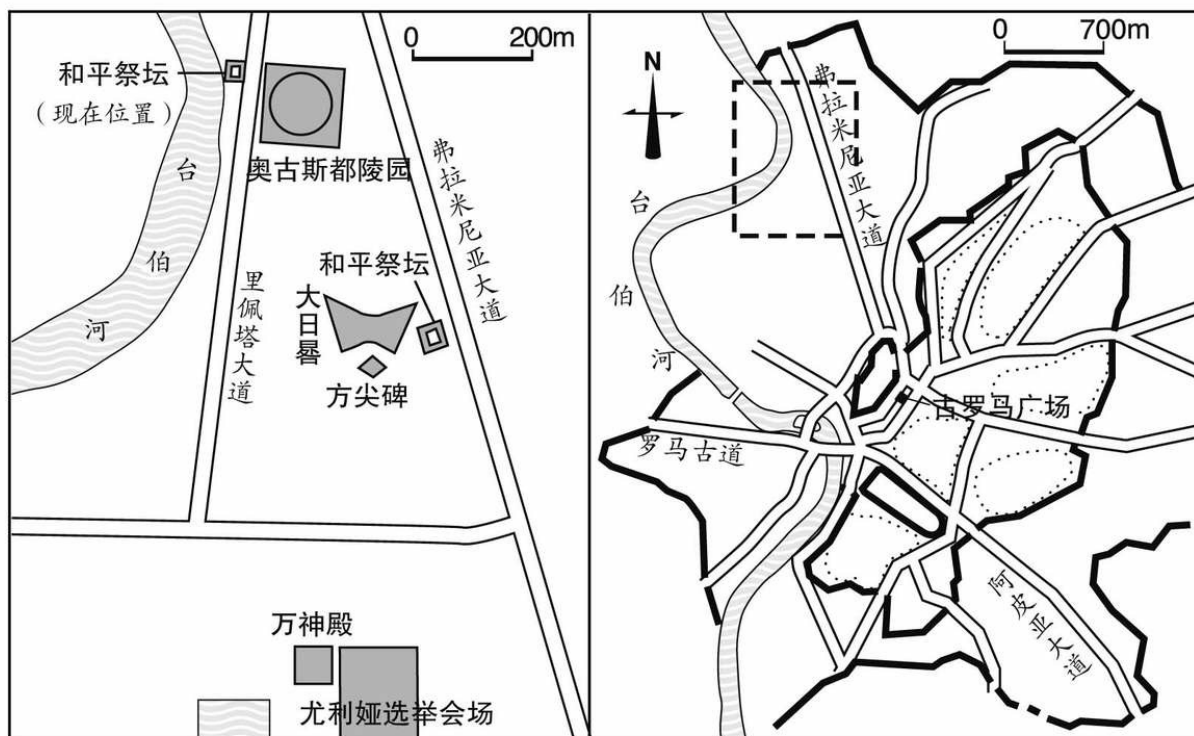 0 200m
和平祭坛
（现在位置）
奥古斯都陵园
台伯河
弗拉米尼亚大道
里佩塔大道
和平祭坛
大日晷
方尖碑
万神殿
尤利娅选举会场
0 700m
N
弗拉米尼亚大道
台伯河
古罗马广场
罗马古道
阿皮亚大道